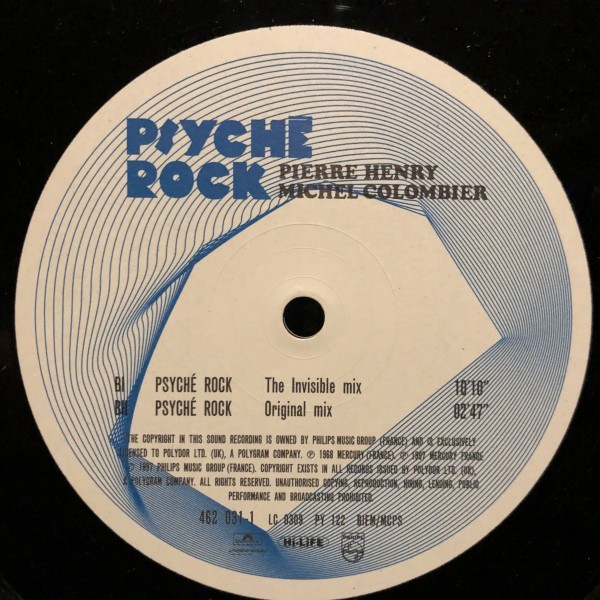 PSYCHÉ
ROCK
PIERRE HENRY
MICHEL COLOMBIER
BI PSYCHÉ ROCK The Invisible mix 10'10"
BII PSYCHÉ ROCK Original mix 02'47"
THE COPYRIGHT IN THIS SOUND RECORDING IS OWNED BY PHILIPS MUSIC GROUP (FRANCE) AND IS EXCLUSIVELY
LICENSED TO POLYDOR LTD. (UK), A POLYGRAM COMPANY. ℗ 1968 MERCURY (FRANCE). ℗ 1997 MERCURY FRANCE
© 1997 PHILIPS MUSIC GROUP (FRANCE). COPYRIGHT EXISTS IN ALL RECORDS ISSUED BY POLYDOR LTD. (UK),
A POLYGRAM COMPANY. ALL RIGHTS RESERVED. UNAUTHORISED COPYING, REPRODUCTION, HIRING, LENDING, PUBLIC
PERFORMANCE AND BROADCASTING PROHIBITED.
462 031-1 LC 0309 PY 122 BIEM/MCPS
HI-LIFE PHILIPS